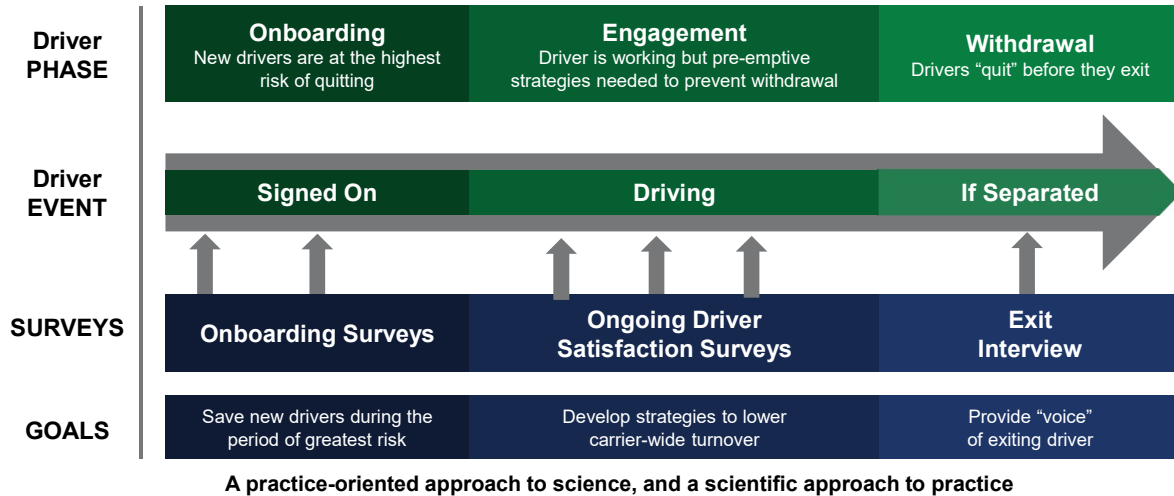 Driver
PHASE
Onboarding
New drivers are at the highest
risk of quitting
Engagement
Driver is working but pre-emptive
strategies needed to prevent withdrawal
Withdrawal
Drivers “quit” before they exit
Driver
EVENT
Signed On
Driving
If Separated
SURVEYS
Onboarding Surveys
Ongoing Driver
Satisfaction Surveys
Exit
Interview
GOALS
Save new drivers during the
period of greatest risk
Develop strategies to lower
carrier-wide turnover
Provide “voice”
of exiting driver
A practice-oriented approach to science, and a scientific approach to practice